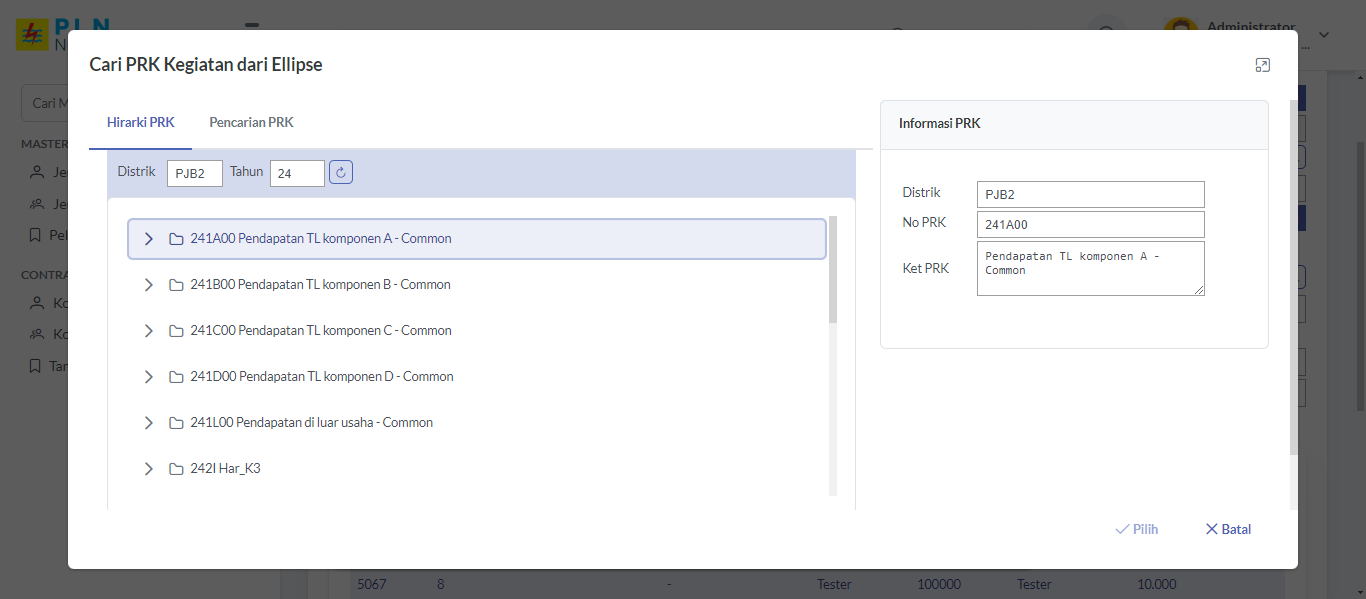 PLN
N
Administrator
...
Cari M
MASTER
Je
Je
Pel
CONTRA
Ko
Ko
Tan
Cari PRK Kegiatan dari Ellipse
Hirarki PRK Pencarian PRK
Distrik PJB2 Tahun 24
241A00 Pendapatan TL komponen A - Common
241B00 Pendapatan TL komponen B - Common
241C00 Pendapatan TL komponen C - Common
241D00 Pendapatan TL komponen D - Common
241L00 Pendapatan di luar usaha - Common
242I Har_K3
Informasi PRK
Distrik PJB2
No PRK 241A00
Ket PRK Pendapatan TL komponen A -
Common
Pilih Batal
5067 8 - Tester 100000 Tester 10.000